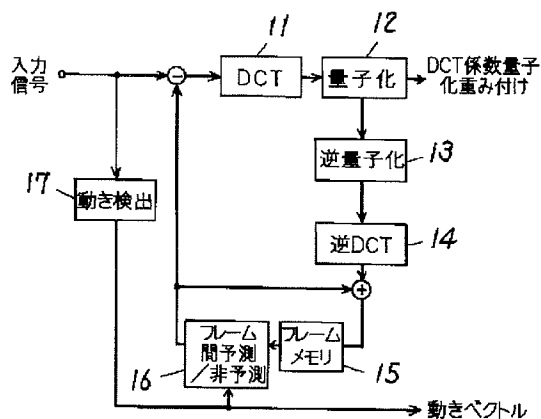 11
12
入力
信号
−
DCT
量子化
DCT係数量子
化重み付け
17
動き検出
逆量子化
13
逆DCT
14
+
フレーム
間予測
/非予測
16
フレーム
メモリ
15
動きベクトル